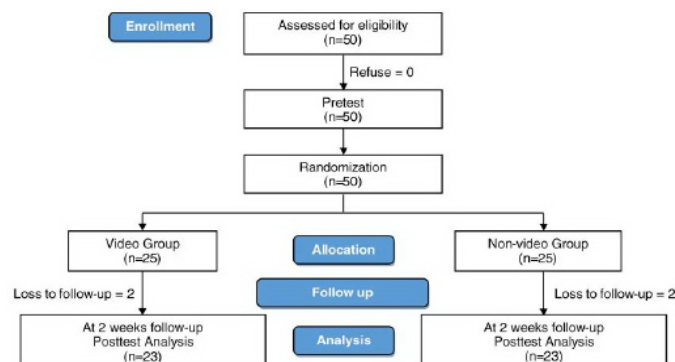 Enrollment
Assessed for eligibility
(n=50)
Refuse = 0
Pretest
(n=50)
Randomization
(n=50)
Video Group
(n=25)
Allocation
Non-video Group
(n=25)
Loss to follow-up = 2
Follow up
Loss to follow-up = 2
At 2 weeks follow-up
Posttest Analysis
(n=23)
Analysis
At 2 weeks follow-up
Posttest Analysis
(n=23)